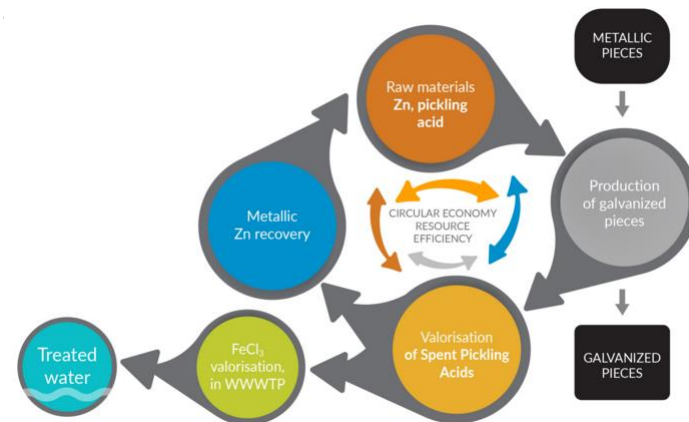 METALLIC
PIECES
Raw materials
Zn, pickling
acid
Production
of galvanized
pieces
Metallic
Zn recovery
CIRCULAR ECONOMY
RESOURCE
EFFICIENCY
Valorisation
of Spent Pickling
Acids
FeCl₃
valorisation,
in WWWTP
Treated
water
GALVANIZED
PIECES